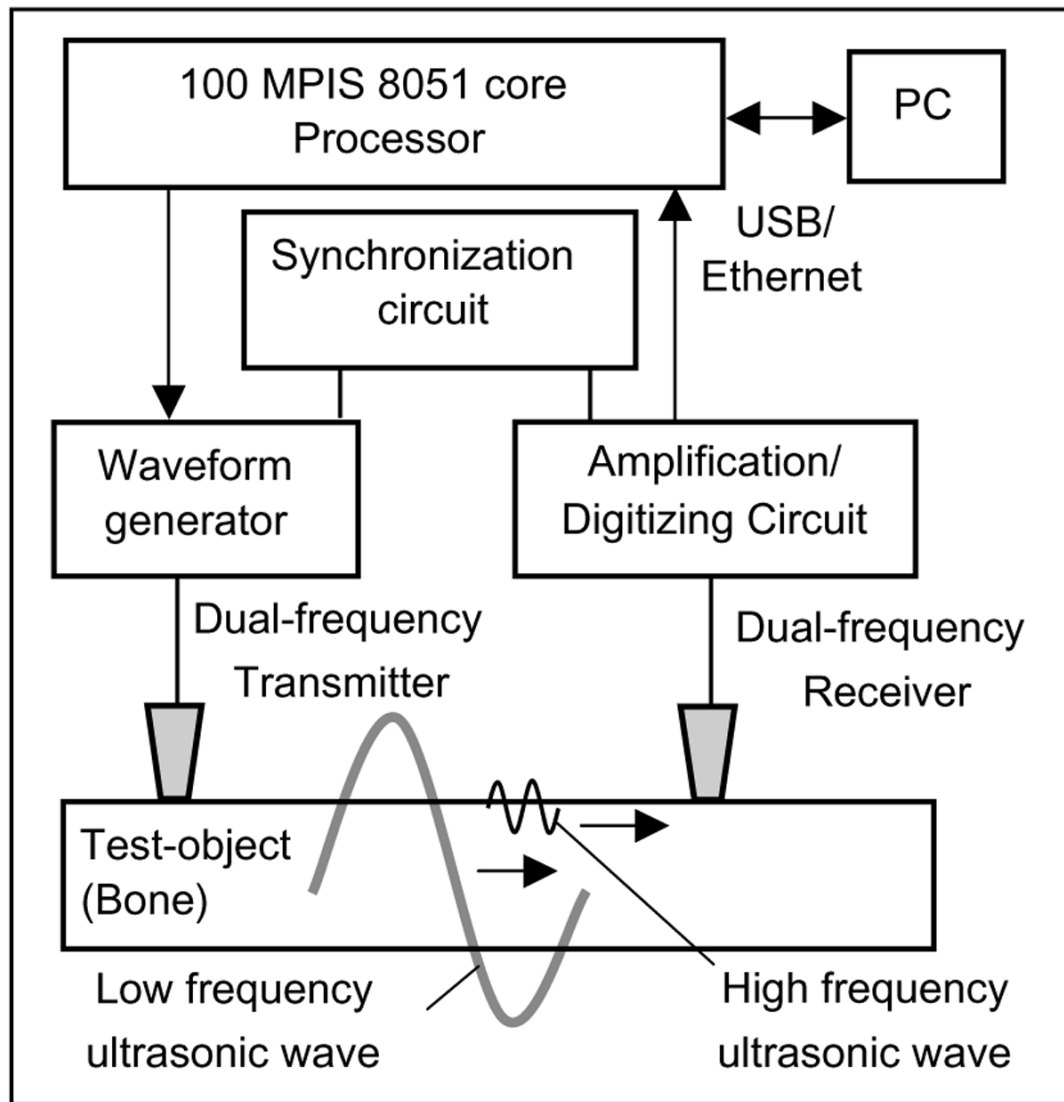 100 MPIS 8051 core
Processor
PC
USB/
Ethernet
Synchronization
circuit
Waveform
generator
Amplification/
Digitizing Circuit
Dual-frequency
Transmitter
Dual-frequency
Receiver
Test-object
(Bone)
Low frequency
ultrasonic wave
High frequency
ultrasonic wave